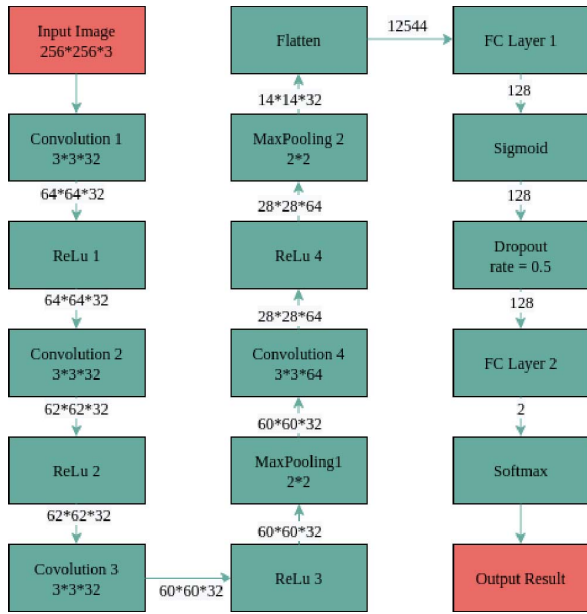 Input Image
256*256*3
Convolution 1
3*3*32
64*64*32
ReLu 1
64*64*32
Convolution 2
3*3*32
62*62*32
ReLu 2
62*62*32
Covolution 3
3*3*32
60*60*32
ReLu 3
60*60*32
MaxPooling1
2*2
60*60*32
Convolution 4
3*3*64
28*28*64
ReLu 4
28*28*64
MaxPooling 2
2*2
14*14*32
Flatten
12544
FC Layer 1
128
Sigmoid
128
Dropout
rate = 0.5
128
FC Layer 2
2
Softmax
Output Result